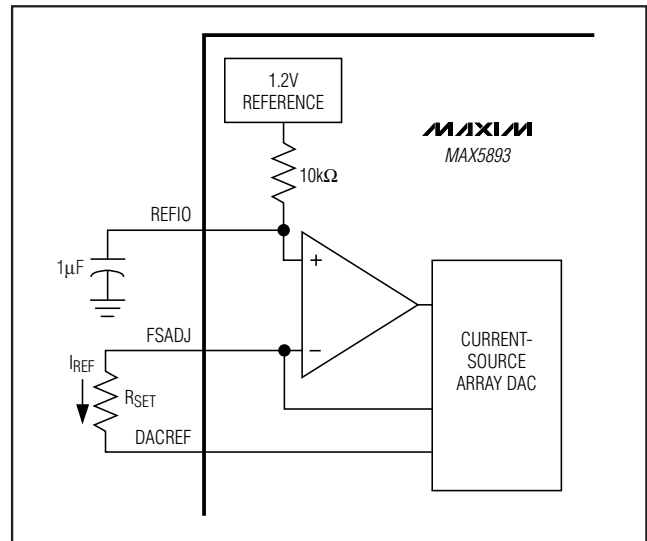 1.2V
REFERENCE
MAXIM
MAX5893
10kΩ
REFIO
1µF
+
FSADJ
−
CURRENT-
SOURCE
ARRAY DAC
IREF
RSET
DACREF